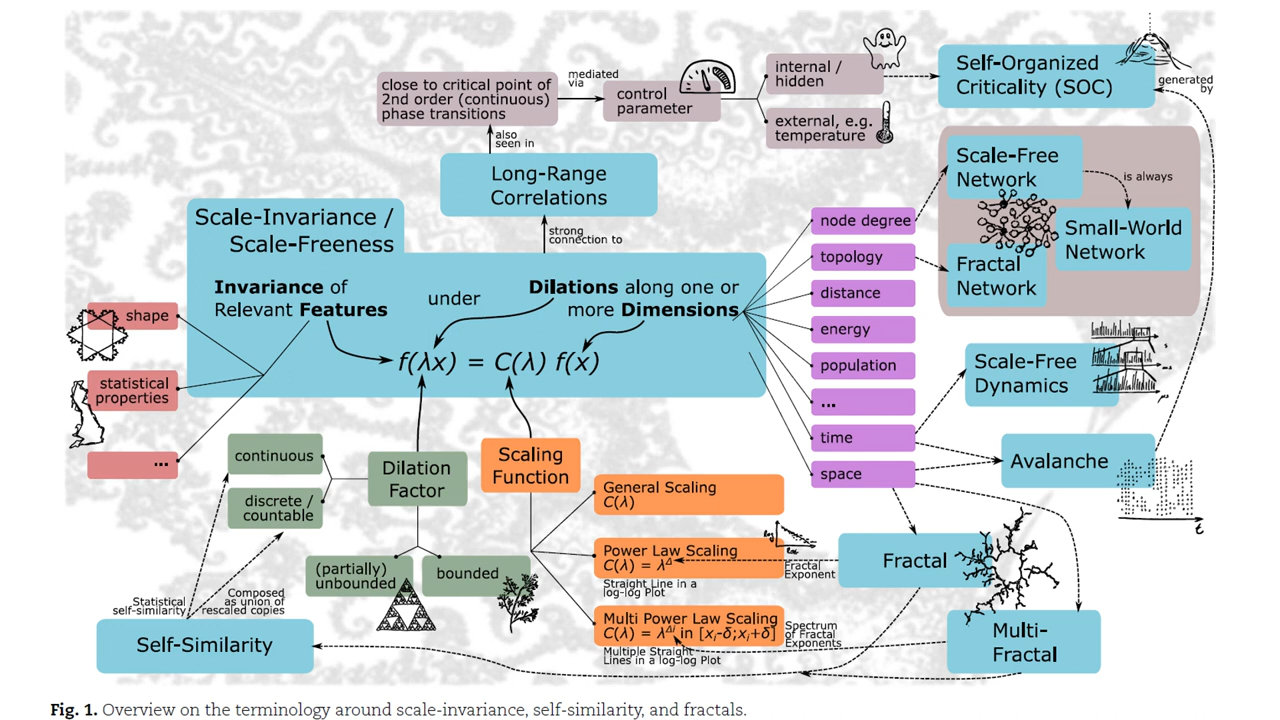 internal /
hidden
Self-Organized
Criticality (SOC)
generated
by
close to critical point of
2nd order (continuous)
phase transitions
mediated
via
control
parameter
external, e.g.
temperature
also
seen in
Long-Range
Correlations
strong
connection to
Scale-Free
Network
is always
Small-World
Network
Fractal
Network
Scale-Invariance /
Scale-Freeness
Invariance of
Relevant Features
under
Dilations along one or
more Dimensions
f(λx) = C(λ) f(x)
node degree
topology
distance
energy
population
...
time
space
shape
statistical
properties
...
Scale-Free
Dynamics
s
ms
μs
Avalanche
t
continuous
discrete /
countable
Dilation
Factor
Scaling
Function
(partially)
unbounded
bounded
General Scaling
C(λ)
Power Law Scaling
C(λ) = λ^Δ
Straight Line in a
log-log Plot
log
log
Fractal
Exponent
Fractal
Multi Power Law Scaling
C(λ) = λ^Δi in [xᵢ-δ;xᵢ+δ]
Multiple Straight
Lines in a log-log Plot
Spectrum
of Fractal
Exponents
Multi-
Fractal
Statistical
self-similarity
Composed
as union of
rescaled copies
Self-Similarity
Fig. 1. Overview on the terminology around scale-invariance, self-similarity, and fractals.